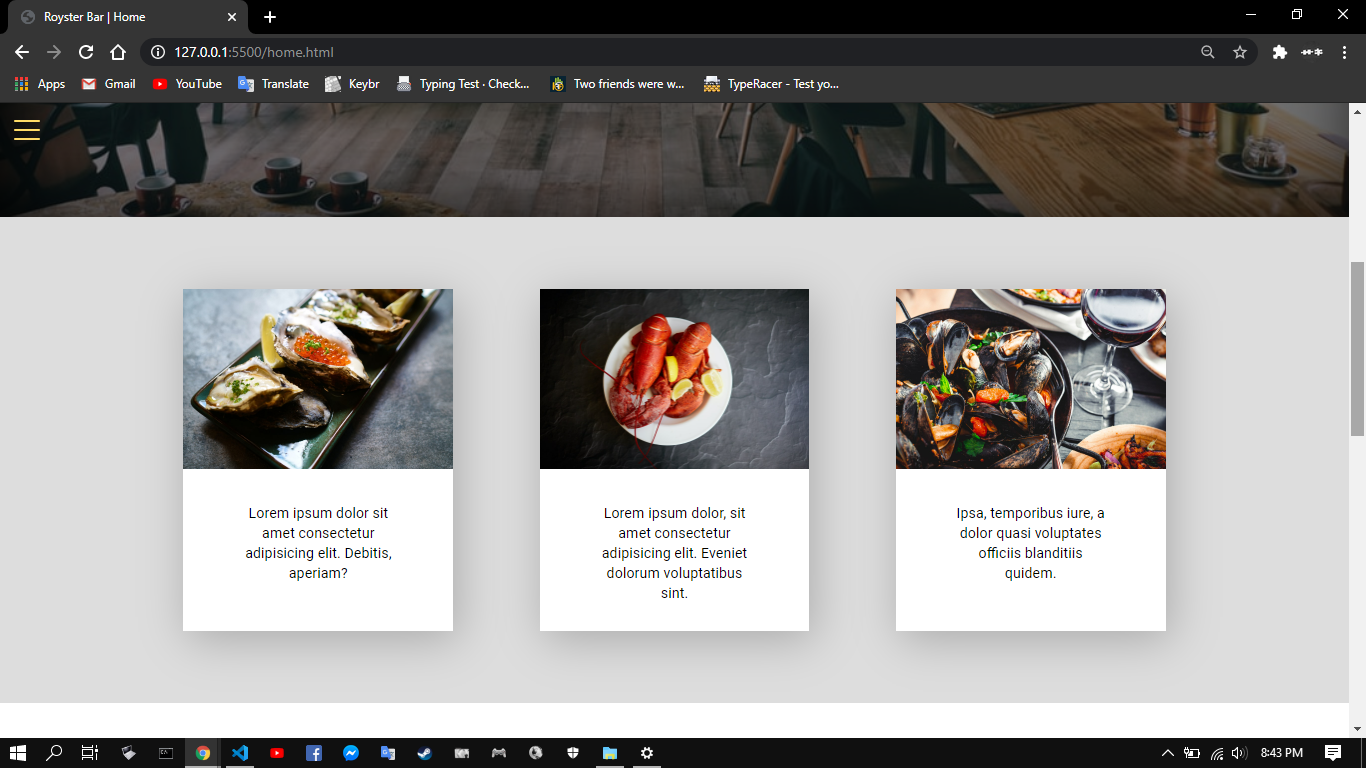 Royster Bar | Home
127.0.0.1:5500/home.html
Apps
Gmail
YouTube
Translate
Keybr
Typing Test · Check...
Two friends were w...
TypeRacer - Test yo...
Lorem ipsum dolor sit
amet consectetur
adipisicing elit. Debitis,
aperiam?
Lorem ipsum dolor, sit
amet consectetur
adipisicing elit. Eveniet
dolorum voluptatibus
sint.
Ipsa, temporibus iure, a
dolor quasi voluptates
officiis blanditiis
quidem.
8:43 PM